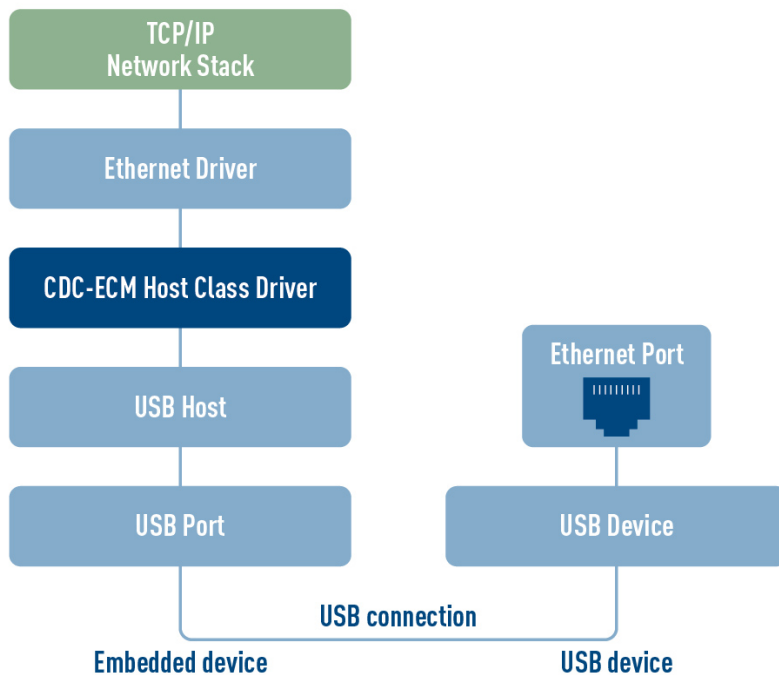 TCP/IP
Network Stack
Ethernet Driver
CDC-ECM Host Class Driver
USB Host
USB Port
Ethernet Port
USB Device
USB connection
Embedded device
USB device